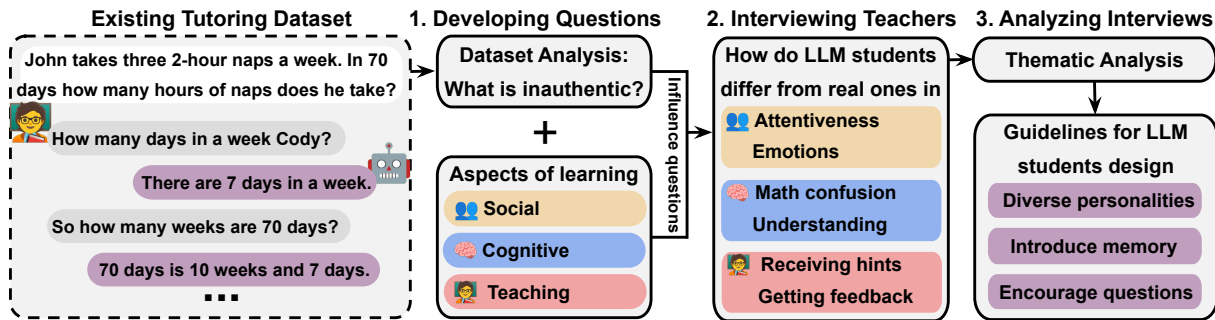 Existing Tutoring Dataset
John takes three 2-hour naps a week. In 70
days how many hours of naps does he take?
How many days in a week Cody?
There are 7 days in a week.
So how many weeks are 70 days?
70 days is 10 weeks and 7 days.
...
1. Developing Questions
Dataset Analysis:
What is inauthentic?
+
Aspects of learning
Social
Cognitive
Teaching
Influence questions
2. Interviewing Teachers
How do LLM students
differ from real ones in
Attentiveness
Emotions
Math confusion
Understanding
Receiving hints
Getting feedback
3. Analyzing Interviews
Thematic Analysis
Guidelines for LLM
students design
Diverse personalities
Introduce memory
Encourage questions